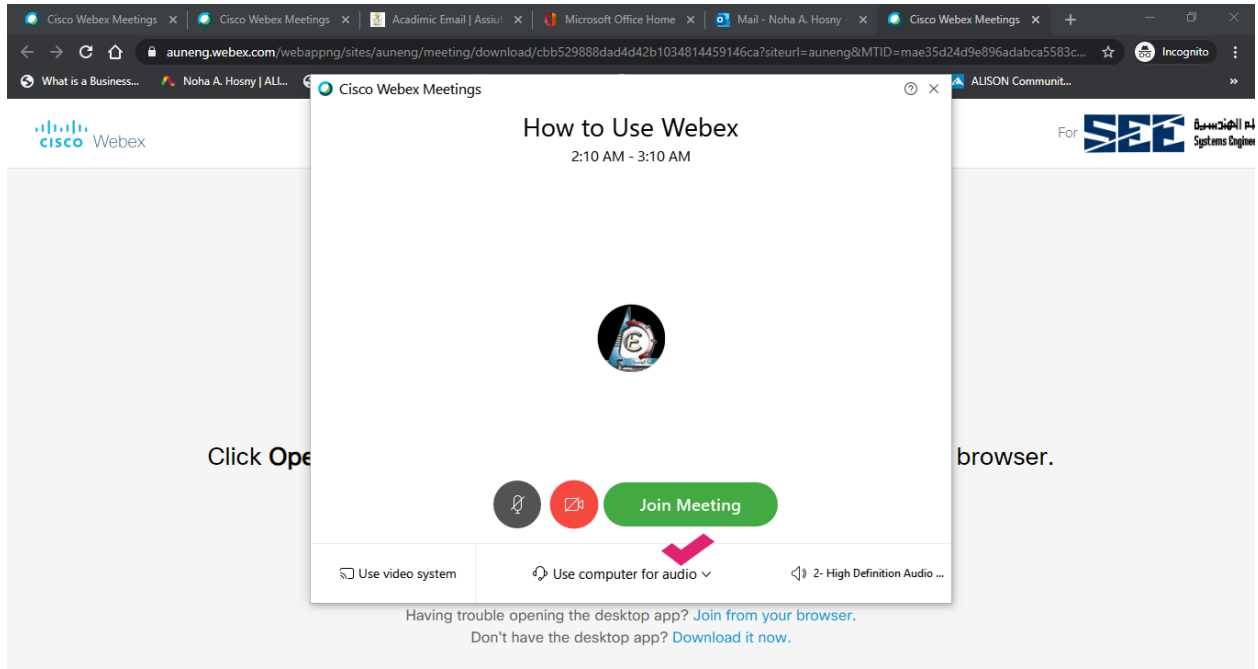 Cisco Webex Meetings
Cisco Webex Meetings
Acadimic Email | Assiut
Microsoft Office Home
Mail - Noha A. Hosny -
Cisco Webex Meetings
auneng.webex.com/webappng/sites/auneng/meeting/download/cbb529888dad4d42b1034814459146ca?siteurl=auneng&MTID=mae35d24d9e896adabca5583c...
Incognito
What is a Business...
Noha A. Hosny | ALI...
ALISON Communit...
»
Cisco Webex Meetings
CISCO Webex
How to Use Webex
2:10 AM - 3:10 AM
For SEE
الهندسية
Systems Enginee
Click Ope
browser.
Join Meeting
Use video system
Use computer for audio
2- High Definition Audio ...
Having trouble opening the desktop app? Join from your browser.
Don't have the desktop app? Download it now.